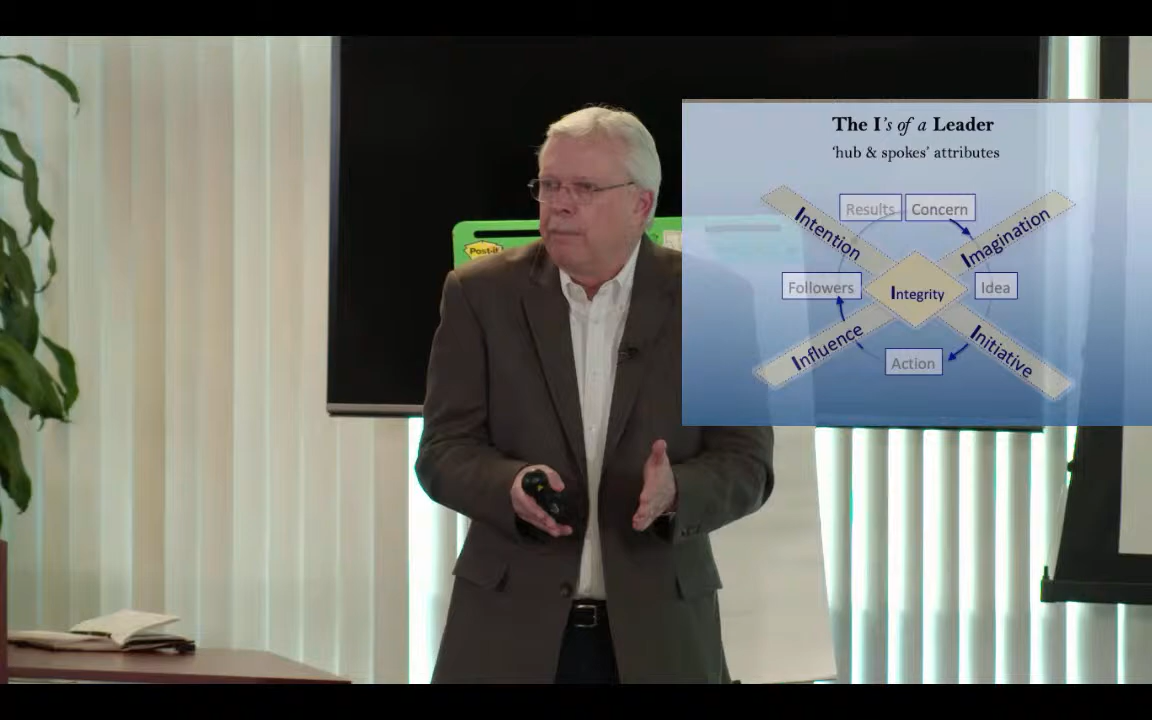 The I's of a Leader
'hub & spokes' attributes
Results
Concern
Intention
Imagination
Followers
Integrity
Idea
Influence
Initiative
Action
Post-it